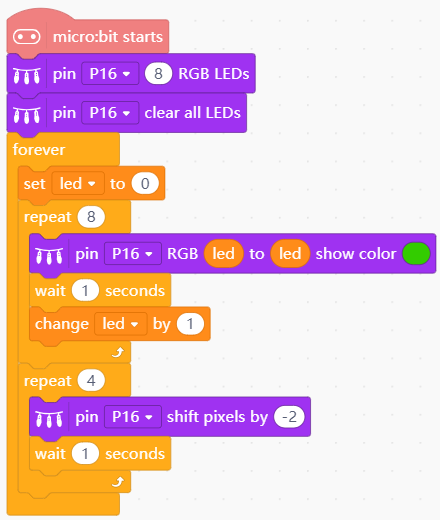 micro:bit starts
pin P16 8 RGB LEDs
pin P16 clear all LEDs
forever
set led to 0
repeat 8
pin P16 RGB led to led show color
wait 1 seconds
change led by 1
repeat 4
pin P16 shift pixels by -2
wait 1 seconds